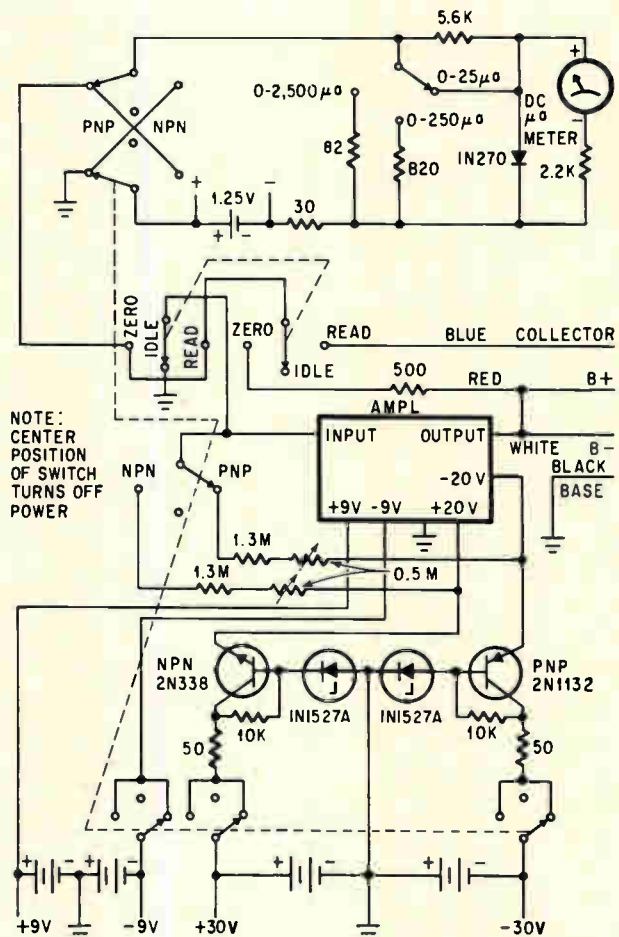 5.6K
+
0-25µa
0-2,500µa
PNP
NPN
0-250µa
DC
µa
METER
-
82
820
IN270
2.2K
+
1.25V
-
+
-
30
ZERO
IDLE
READ
ZERO
READ
BLUE COLLECTOR
IDLE
500
RED
B+
AMPL
NOTE:
CENTER
POSITION
OF SWITCH
TURNS OFF
POWER
INPUT
OUTPUT
WHITE
B-
NPN
PNP
-20V
BLACK
BASE
+9V
-9V
+20V
1.3M
1.3M
0.5M
NPN
2N338
PNP
2N1132
10K
IN1527A
IN1527A
10K
50
50
+
-
+
-
+
-
+
-
+9V
-9V
+30V
-30V